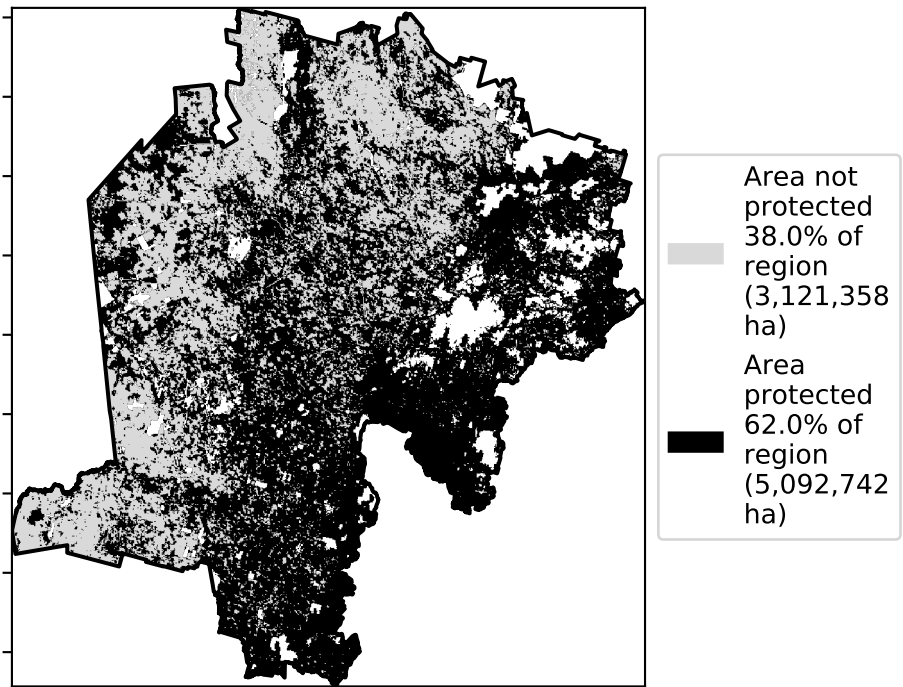 Area not
protected
38.0% of
region
(3,121,358
ha)
Area
protected
62.0% of
region
(5,092,742
ha)